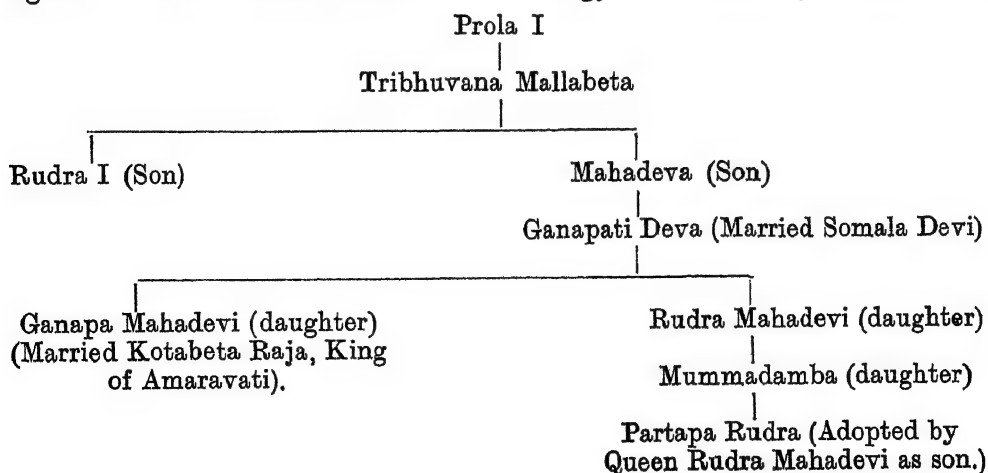 Prola I
Tribhuvana Mallabeta
Rudra I (Son) Mahadeva (Son)
Ganapati Deva (Married Somala Devi)
Ganapa Mahadevi (daughter) Rudra Mahadevi (daughter)
(Married Kotabeta Raja, King
of Amaravati).
Mummadamba (daughter)
Partapa Rudra (Adopted by
Queen Rudra Mahadevi as son.)